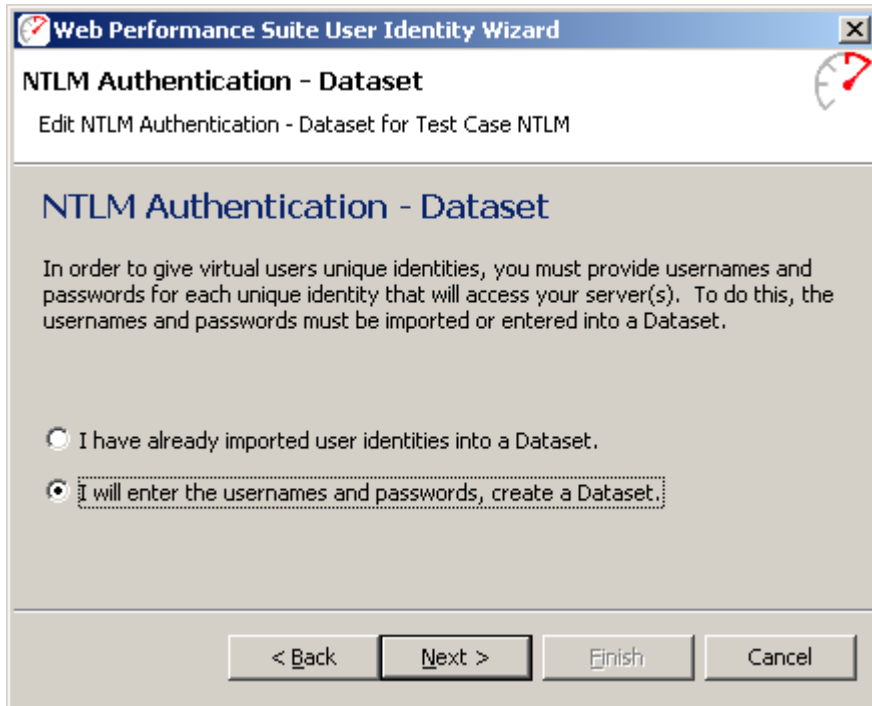 Web Performance Suite User Identity Wizard
NTLM Authentication - Dataset
Edit NTLM Authentication - Dataset for Test Case NTLM
NTLM Authentication - Dataset
In order to give virtual users unique identities, you must provide usernames and
passwords for each unique identity that will access your server(s). To do this, the
usernames and passwords must be imported or entered into a Dataset.
I have already imported user identities into a Dataset.
I will enter the usernames and passwords, create a Dataset.
< Back Next > Finish Cancel